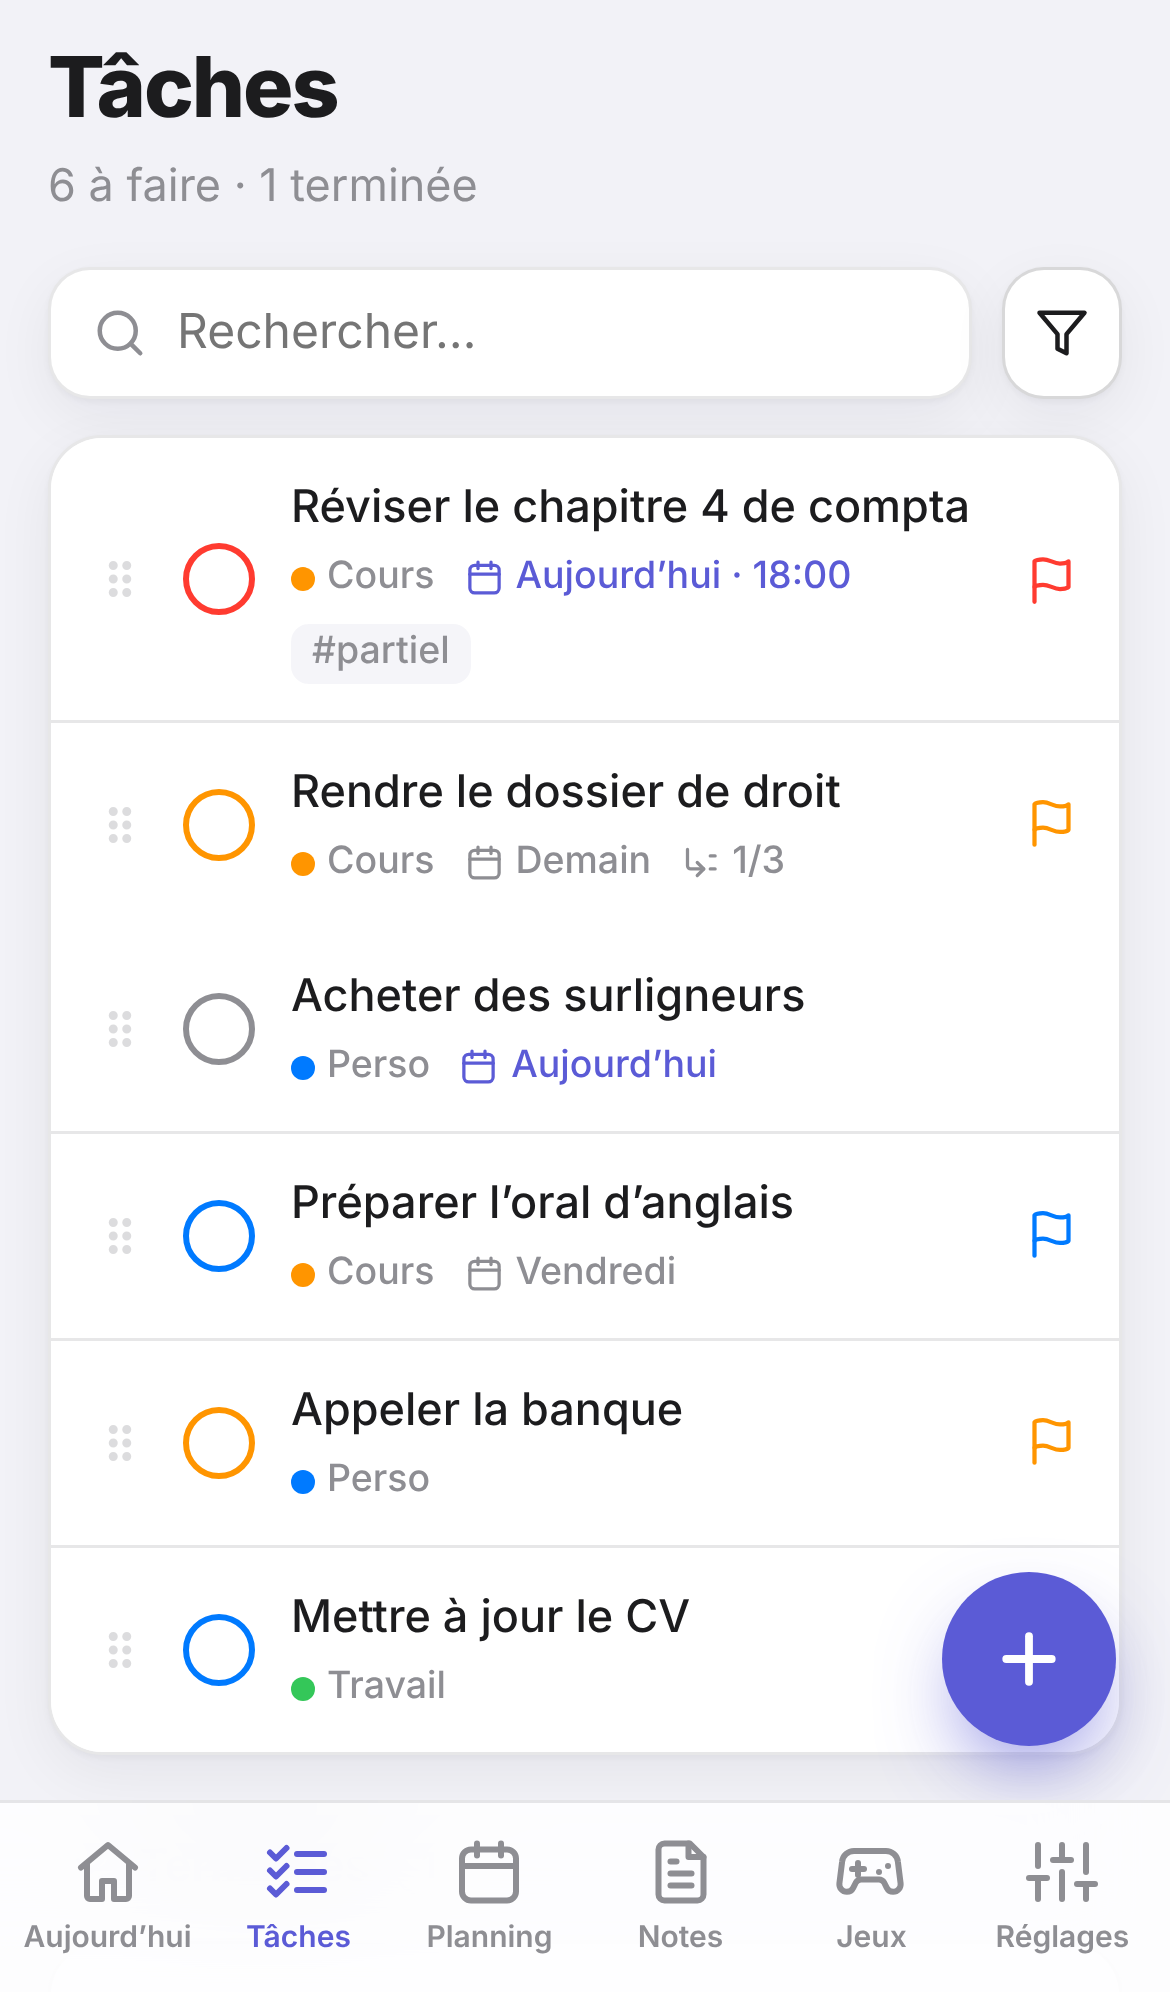 Tâches
6 à faire · 1 terminée
Rechercher...
Réviser le chapitre 4 de compta
Cours Aujourd’hui · 18:00
#partiel
Rendre le dossier de droit
Cours Demain 1/3
Acheter des surligneurs
Perso Aujourd’hui
Préparer l’oral d’anglais
Cours Vendredi
Appeler la banque
Perso
Mettre à jour le CV
Travail
Aujourd’hui Tâches Planning Notes Jeux Réglages